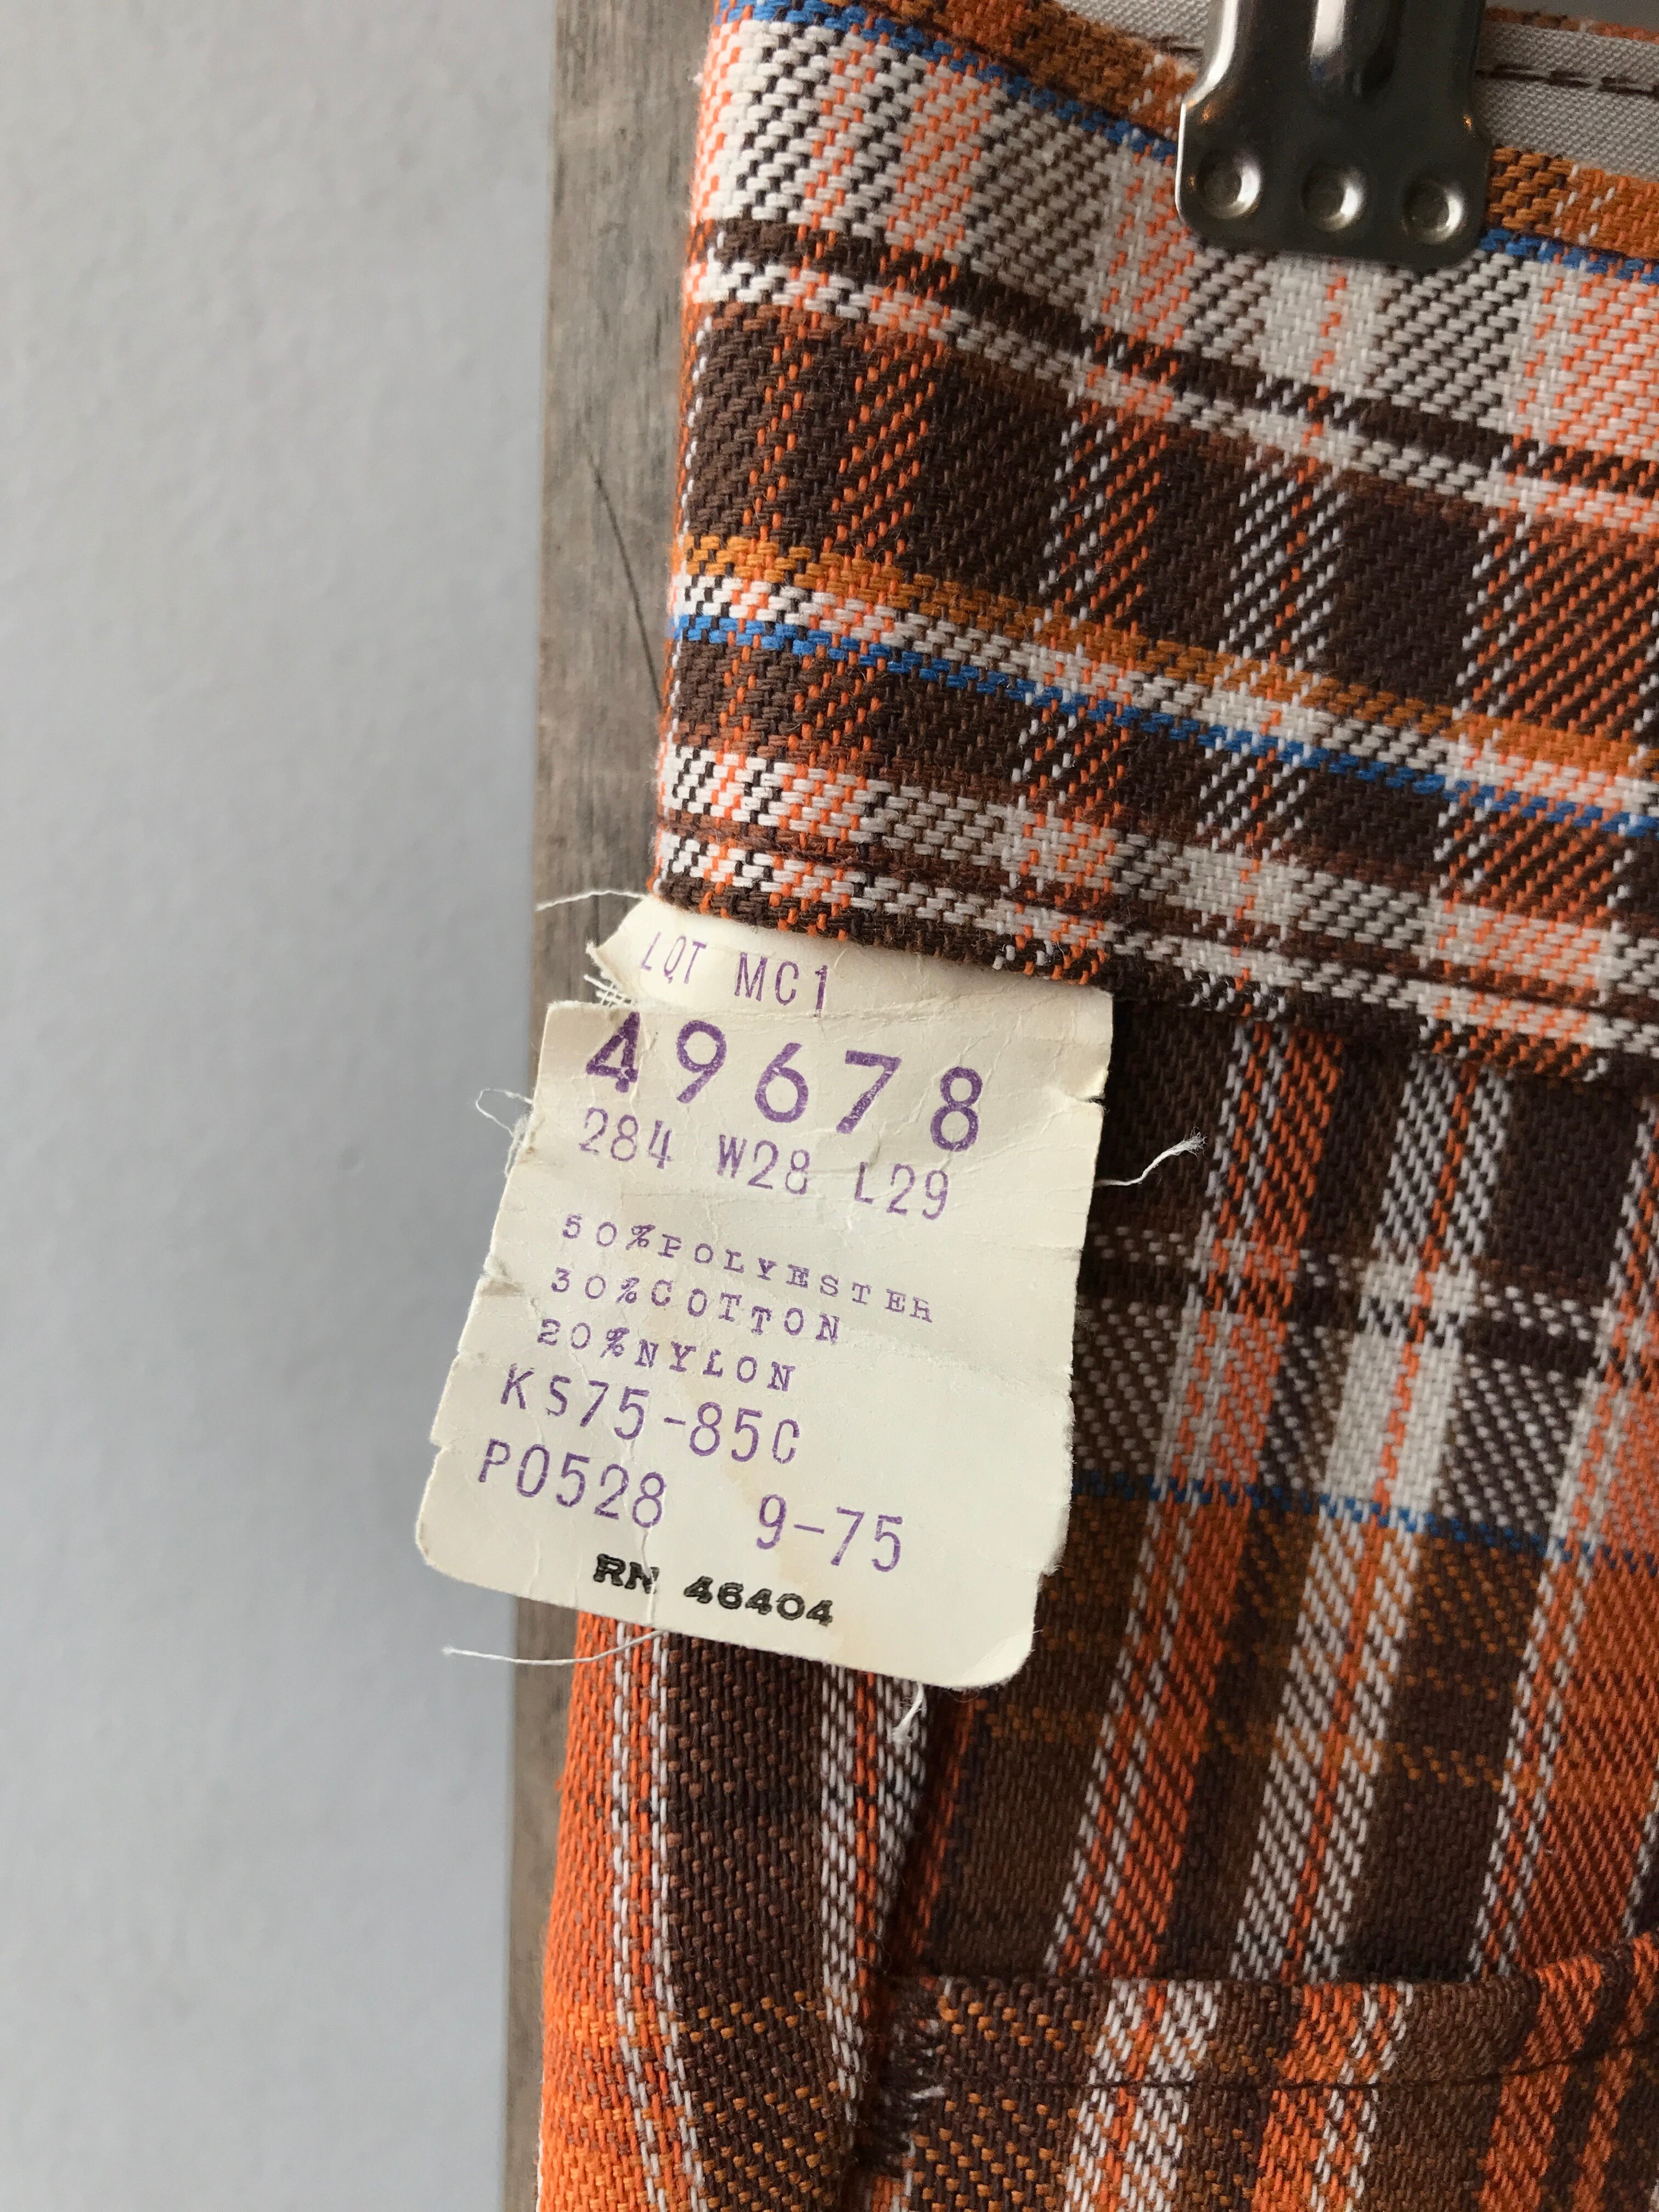 LOT MC1
49678
284 W28 L29
50%POLYESTER
30%COTTON
20%NYLON
KS75-85C
P0528 9-75
RN 46404